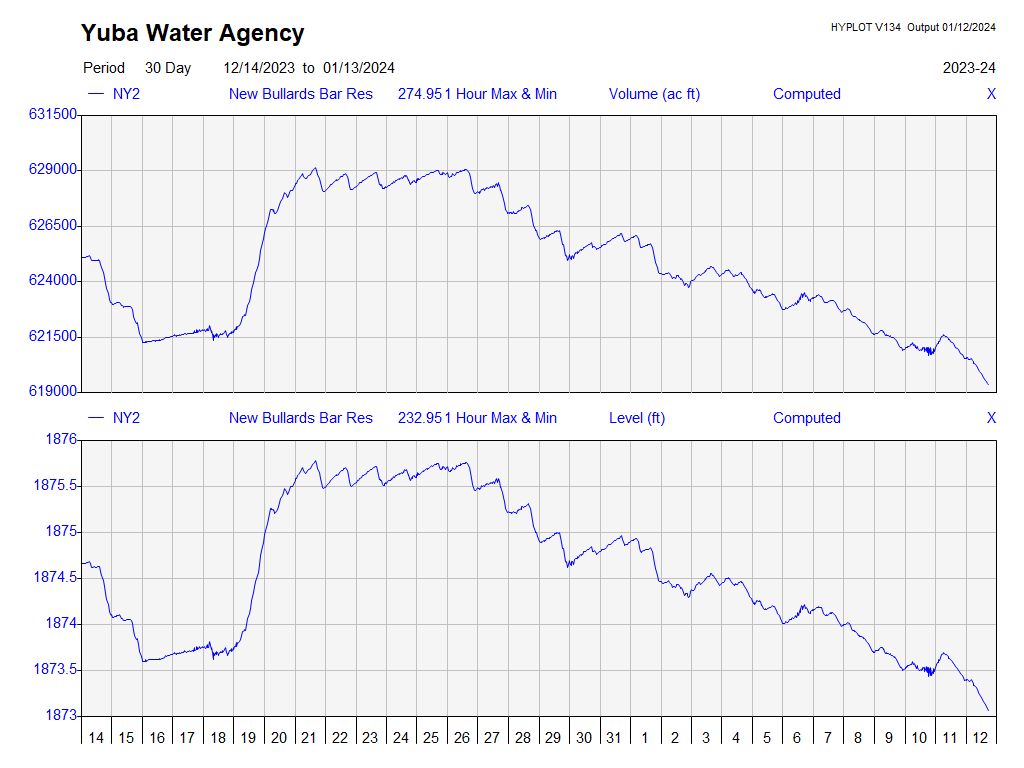 Yuba Water Agency
HYPLOT V134 Output 01/12/2024
Period 30 Day 12/14/2023 to 01/13/2024 2023-24
NY2 New Bullards Bar Res 274.95 1 Hour Max & Min Volume (ac ft) Computed X
631500
629000
626500
624000
621500
619000
NY2 New Bullards Bar Res 232.95 1 Hour Max & Min Level (ft) Computed X
1876
1875.5
1875
1874.5
1874
1873.5
1873
14 15 16 17 18 19 20 21 22 23 24 25 26 27 28 29 30 31 1 2 3 4 5 6 7 8 9 10 11 12